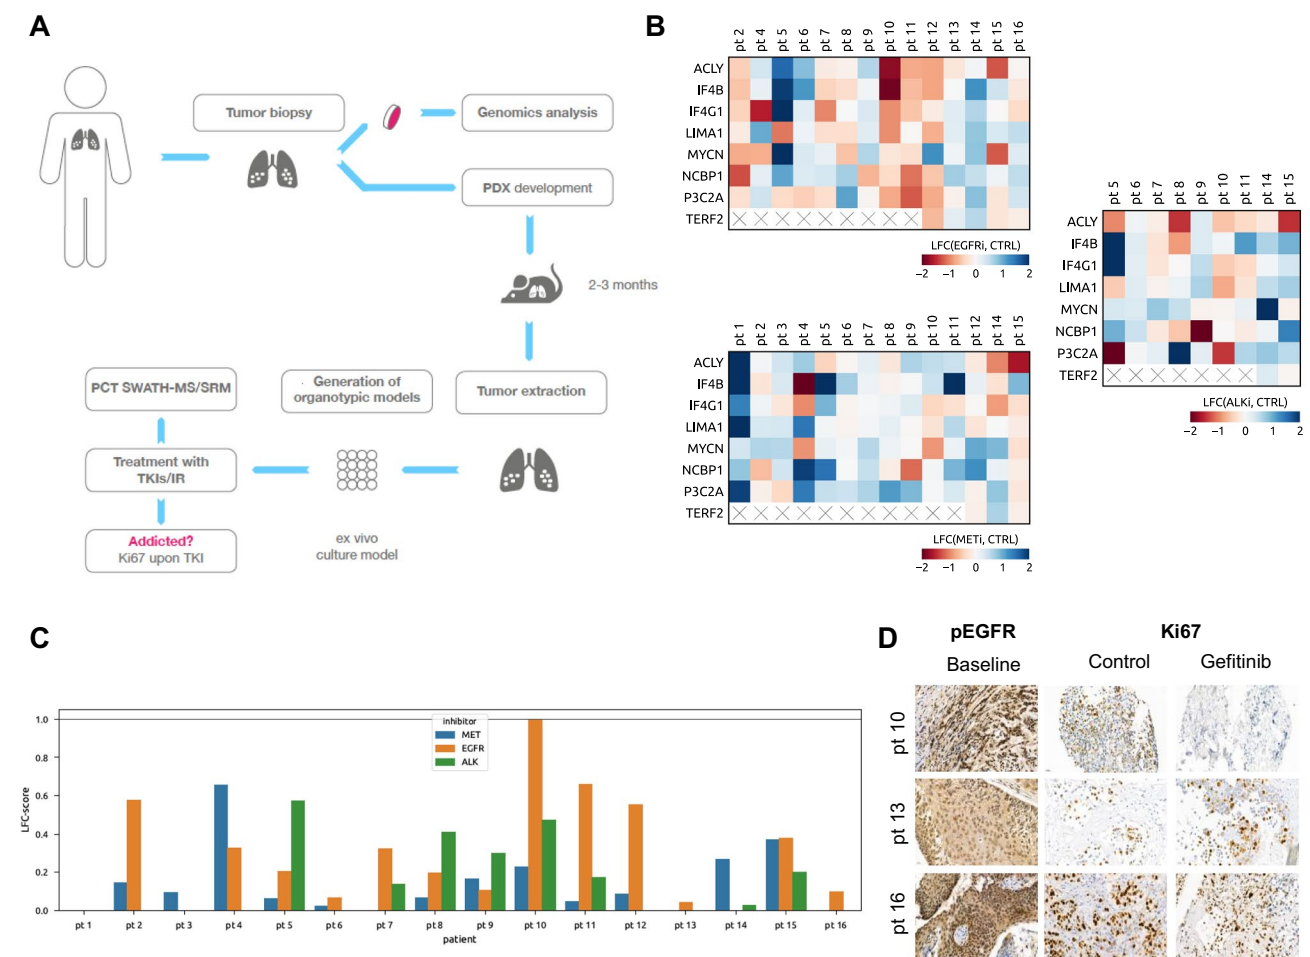 A
Tumor biopsy
Genomics analysis
PDX development
2-3 months
PCT SWATH-MS/SRM
Generation of
organotypic models
Tumor extraction
Treatment with
TKIs/IR
Addicted?
Ki67 upon TKI
ex vivo
culture model
B
pt 2 pt 4 pt 5 pt 6 pt 7 pt 8 pt 9 pt 10 pt 11 pt 12 pt 13 pt 14 pt 15 pt 16
ACLY
IF4B
IF4G1
LIMA1
MYCN
NCBP1
P3C2A
TERF2
LFC(EGFRi, CTRL)
−2 −1 0 1 2
pt 1 pt 2 pt 3 pt 4 pt 5 pt 6 pt 7 pt 8 pt 9 pt 10 pt 11 pt 12 pt 14 pt 15
ACLY
IF4B
IF4G1
LIMA1
MYCN
NCBP1
P3C2A
TERF2
LFC(METi, CTRL)
−2 −1 0 1 2
pt 5 pt 6 pt 7 pt 8 pt 9 pt 10 pt 11 pt 14 pt 15
ACLY
IF4B
IF4G1
LIMA1
MYCN
NCBP1
P3C2A
TERF2
LFC(ALKi, CTRL)
−2 −1 0 1 2
C
LFC-score
1.0
0.8
0.6
0.4
0.2
0.0
inhibitor
MET
EGFR
ALK
pt 1 pt 2 pt 3 pt 4 pt 5 pt 6 pt 7 pt 8 pt 9 pt 10 pt 11 pt 12 pt 13 pt 14 pt 15 pt 16
patient
D
pEGFR Ki67
Baseline Control Gefitinib
pt 10
pt 13
pt 16